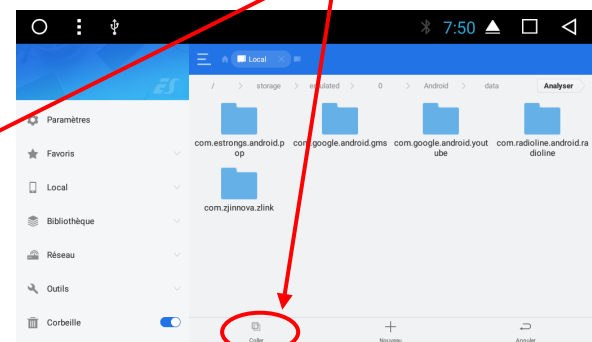 7:50
ES
Local
/ > storage > emulated > 0 > Android > data
Analyser
Paramètres
Favoris
Local
Bibliothèque
Réseau
Outils
Corbeille
com.estrongs.android.p
op
com.google.android.gms
com.google.android.yout
ube
com.radioline.android.ra
dioline
com.zjinnova.zlink
Coller
Nouveau
Annuler